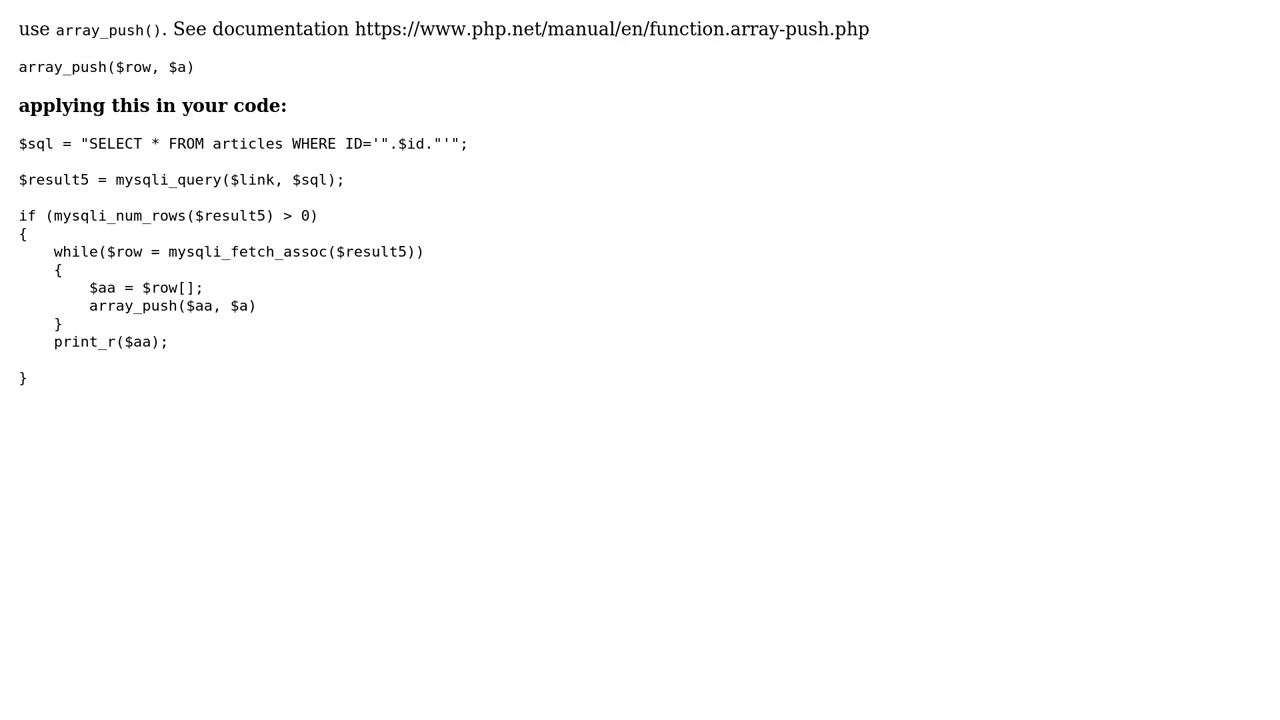 use array_push(). See documentation https://www.php.net/manual/en/function.array-push.php
array_push($row, $a)
applying this in your code:
$sql = "SELECT * FROM articles WHERE ID='".$id."'";
$result5 = mysqli_query($link, $sql);
if (mysqli_num_rows($result5) > 0)
{
    while($row = mysqli_fetch_assoc($result5))
    {
        $aa = $row[];
        array_push($aa, $a)
    }
    print_r($aa);
}